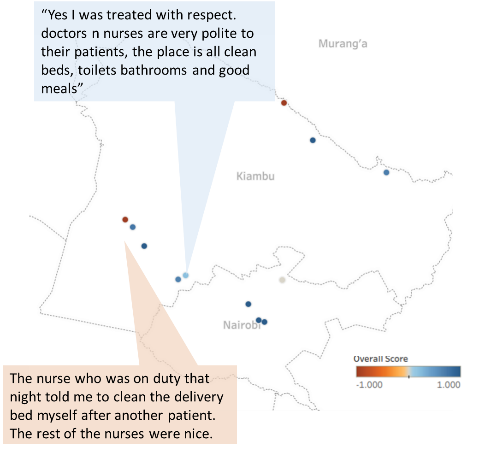 “Yes I was treated with respect.
doctors n nurses are very polite to
their patients, the place is all clean
beds, toilets bathrooms and good
meals”
Murang’a
Kiambu
Nairobi
Overall Score
-1.000 1.000
The nurse who was on duty that
night told me to clean the delivery
bed myself after another patient.
The rest of the nurses were nice.